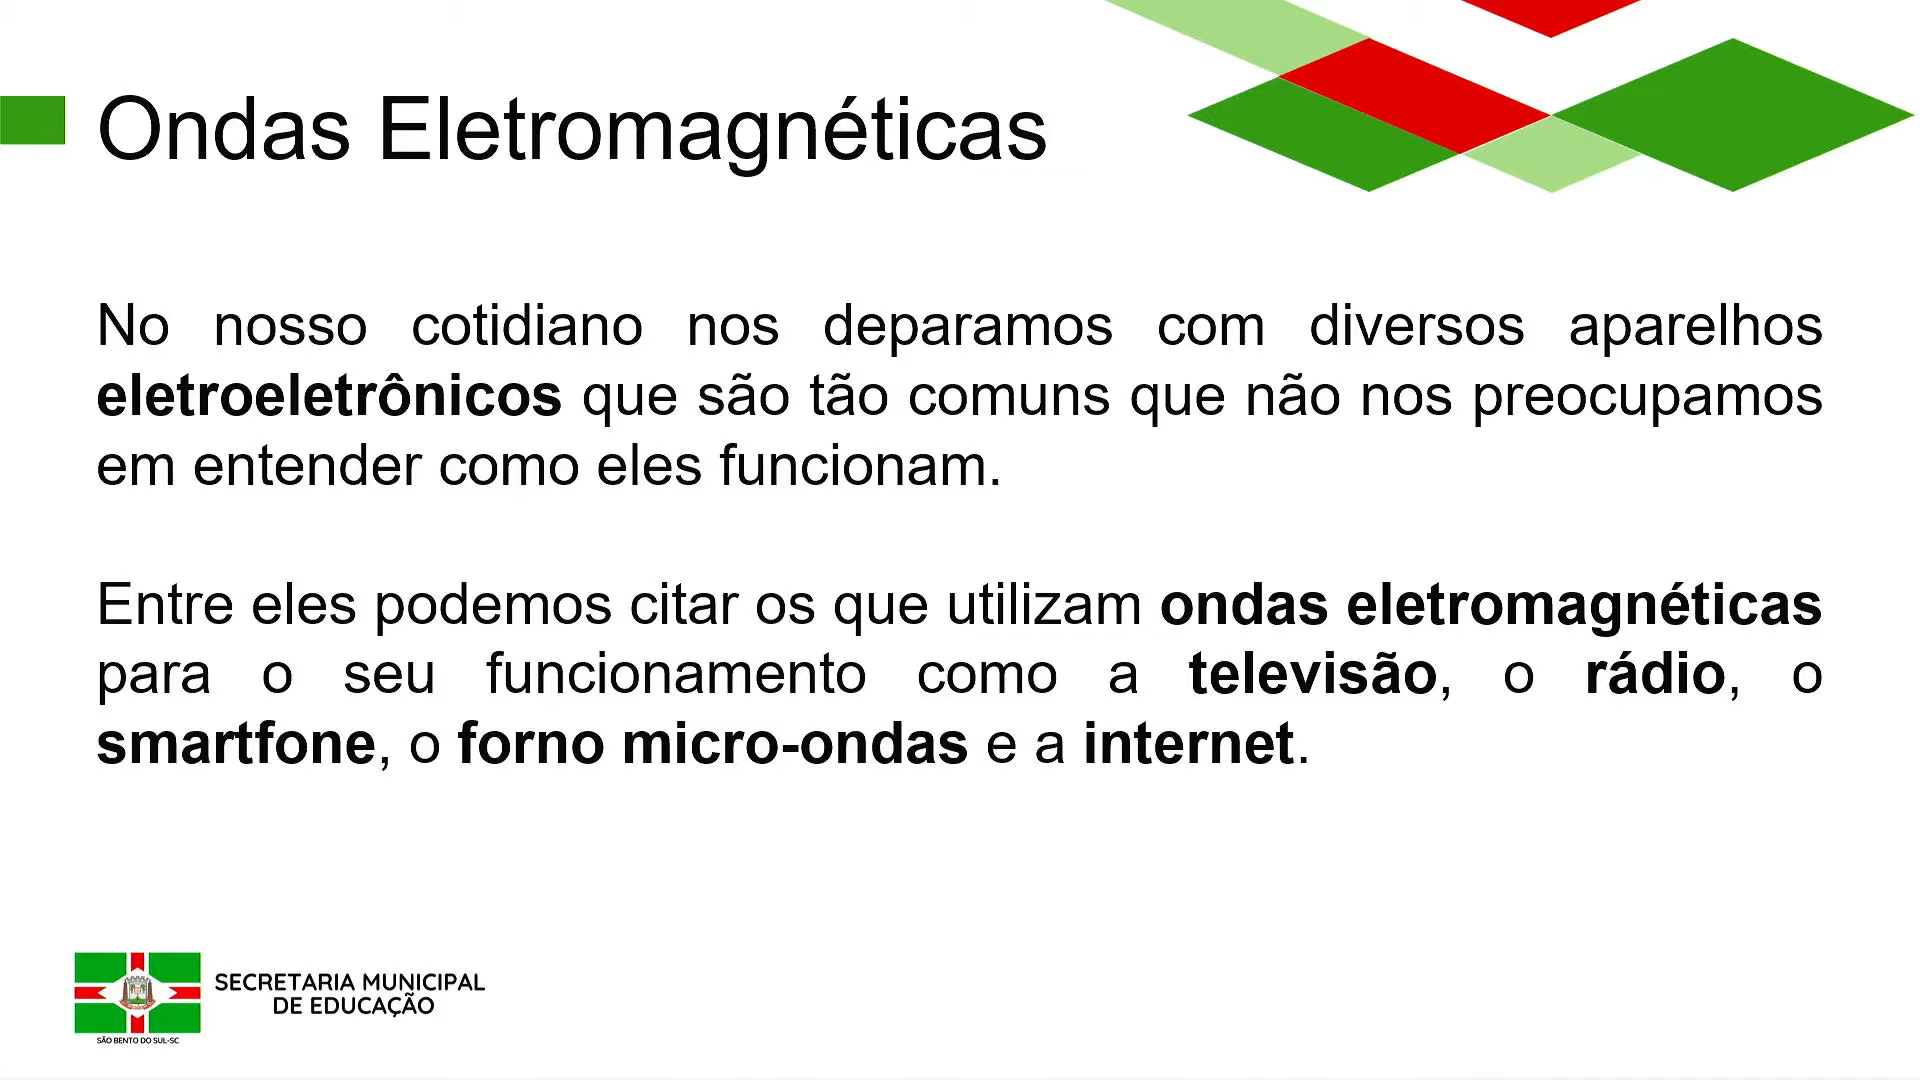 Ondas Eletromagnéticas
No nosso cotidiano nos deparamos com diversos aparelhos
eletroeletrônicos que são tão comuns que não nos preocupamos
em entender como eles funcionam.
Entre eles podemos citar os que utilizam ondas eletromagnéticas
para o seu funcionamento como a televisão, o rádio, o
smartfone, o forno micro-ondas e a internet.
SECRETARIA MUNICIPAL
DE EDUCAÇÃO
SÃO BENTO DO SUL-SC